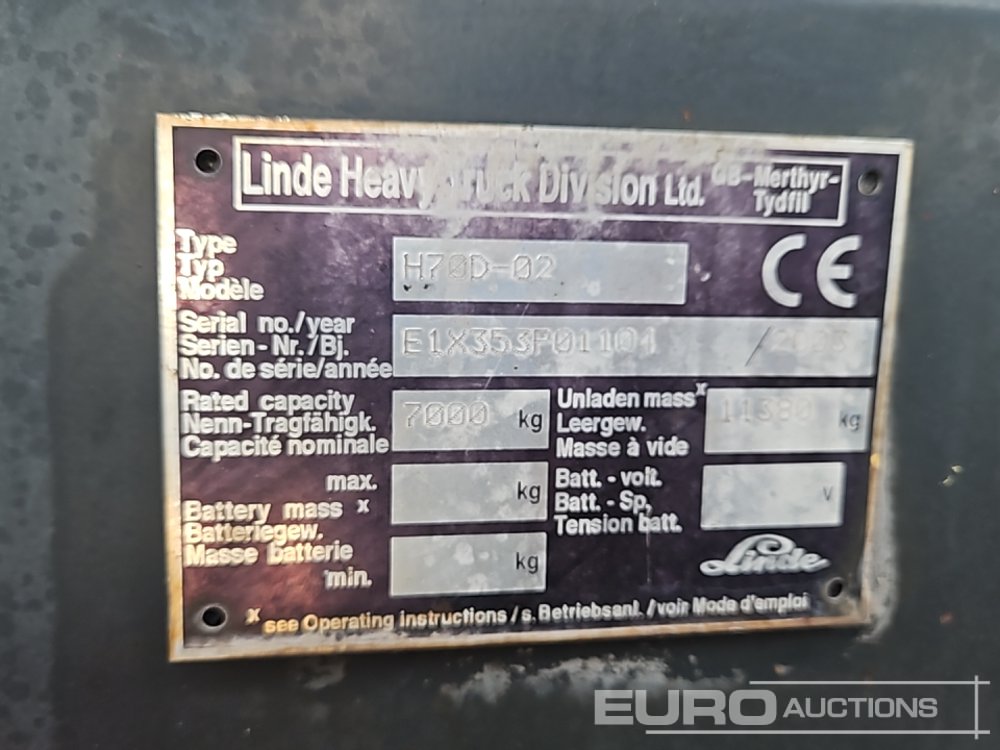 Linde Heavy Truck Division Ltd. GB-Merthyr-
Tydfil
Type
Typ
Modèle
H70D-02
CE
Serial no./year
Serien-Nr./Bj.
No. de série/année
E1X353P01104 /2003
Rated capacity
Nenn-Tragfähigk.
Capacité nominale
7000 kg
Unladen mass x
Leergew.
Masse à vide
kg
max.
kg
Battery mass x
Batteriegew.
Masse batterie
min.
kg
Batt. - volt.
Batt. - Sp,
Tension batt.
V
Linde
x see Operating instructions / s. Betriebsanl. / voir Mode d'emploi
EURO AUCTIONS